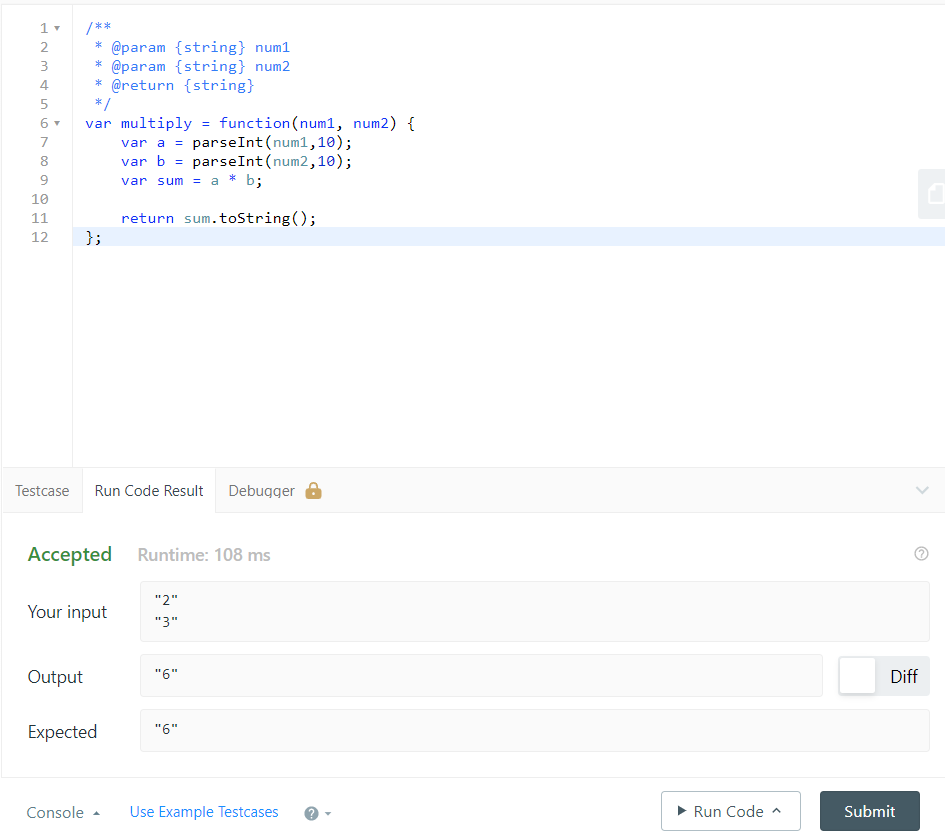 1 /**
2  * @param {string} num1
3  * @param {string} num2
4  * @return {string}
5  */
6 var multiply = function(num1, num2) {
7     var a = parseInt(num1,10);
8     var b = parseInt(num2,10);
9     var sum = a * b;
10
11     return sum.toString();
12 };
Testcase Run Code Result Debugger
Accepted Runtime: 108 ms
Your input
"2"
"3"
Output "6" Diff
Expected "6"
Console Use Example Testcases Run Code Submit